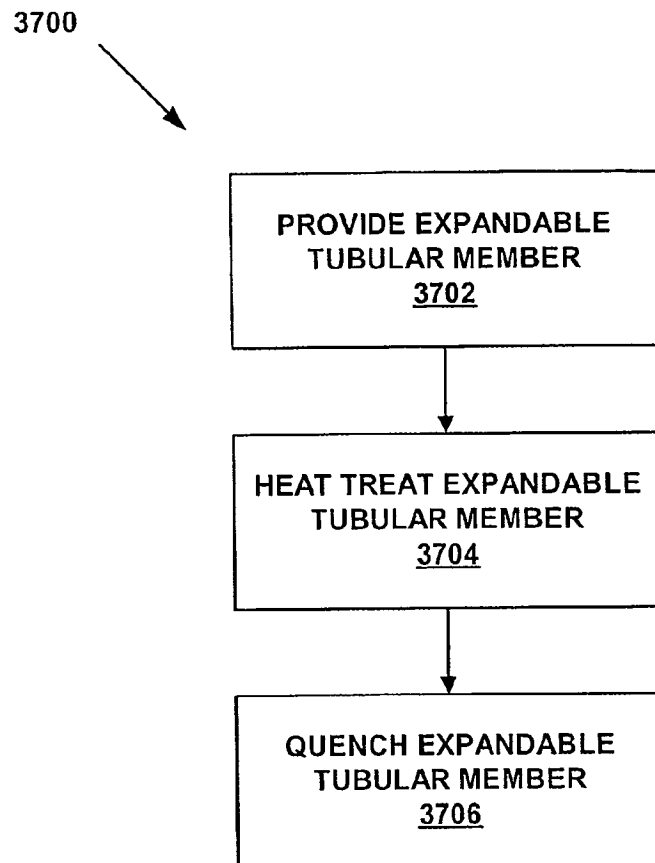 3700
PROVIDE EXPANDABLE
TUBULAR MEMBER
3702
HEAT TREAT EXPANDABLE
TUBULAR MEMBER
3704
QUENCH EXPANDABLE
TUBULAR MEMBER
3706